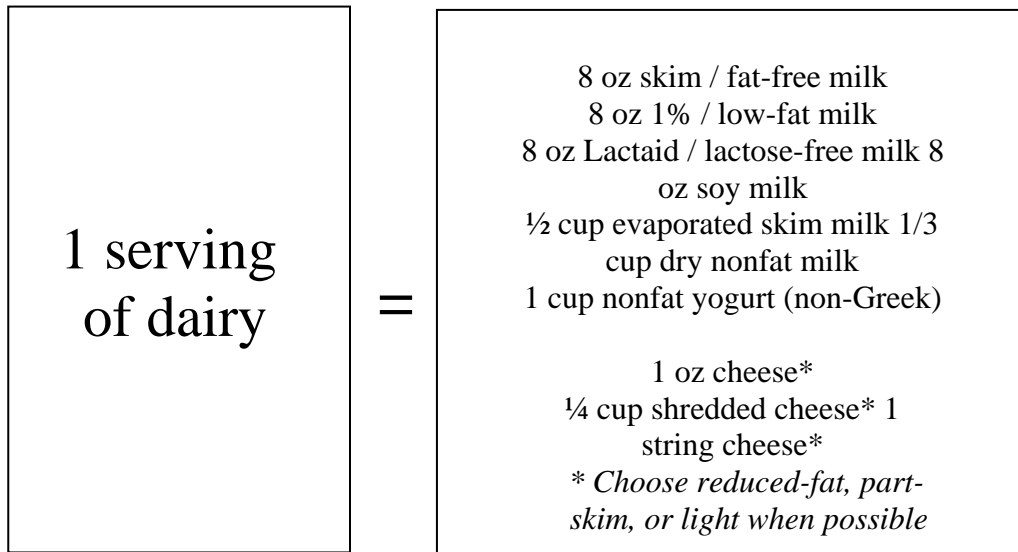 1 serving
of dairy
=
8 oz skim / fat-free milk
8 oz 1% / low-fat milk
8 oz Lactaid / lactose-free milk 8
oz soy milk
½ cup evaporated skim milk 1/3
cup dry nonfat milk
1 cup nonfat yogurt (non-Greek)
1 oz cheese*
¼ cup shredded cheese* 1
string cheese*
* Choose reduced-fat, part-
skim, or light when possible